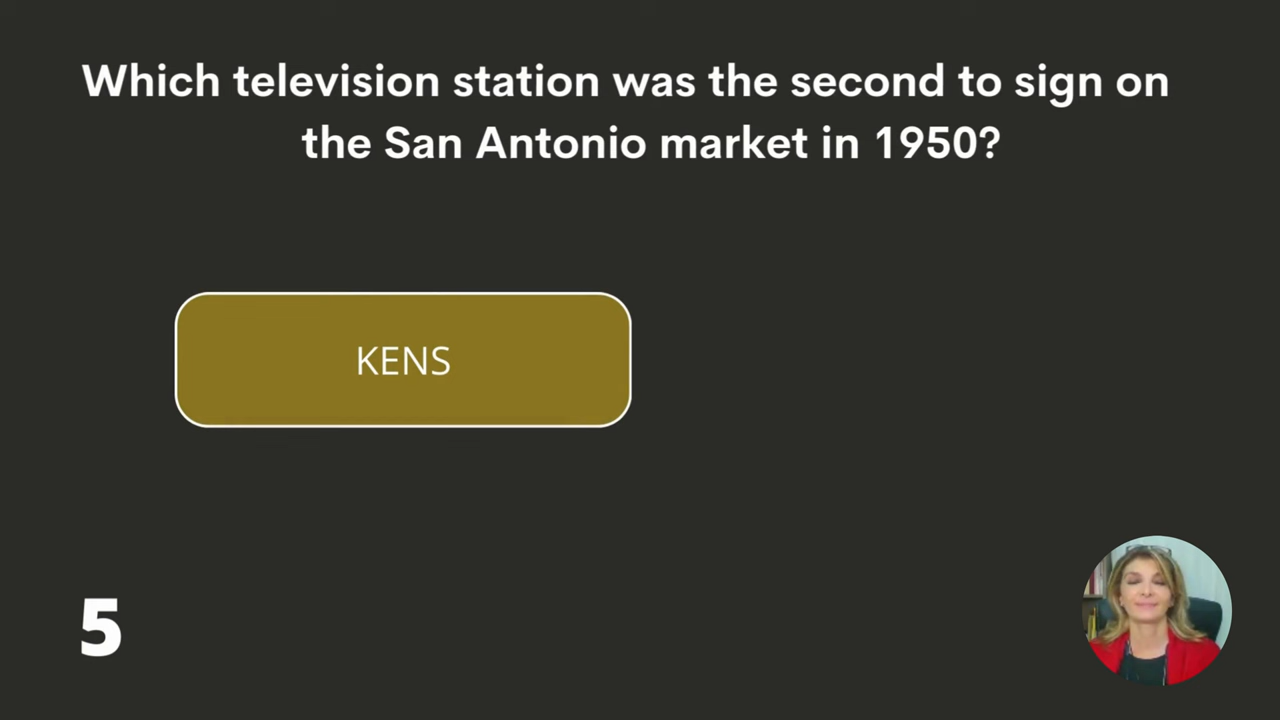 Which television station was the second to sign on
the San Antonio market in 1950?
KENS
5